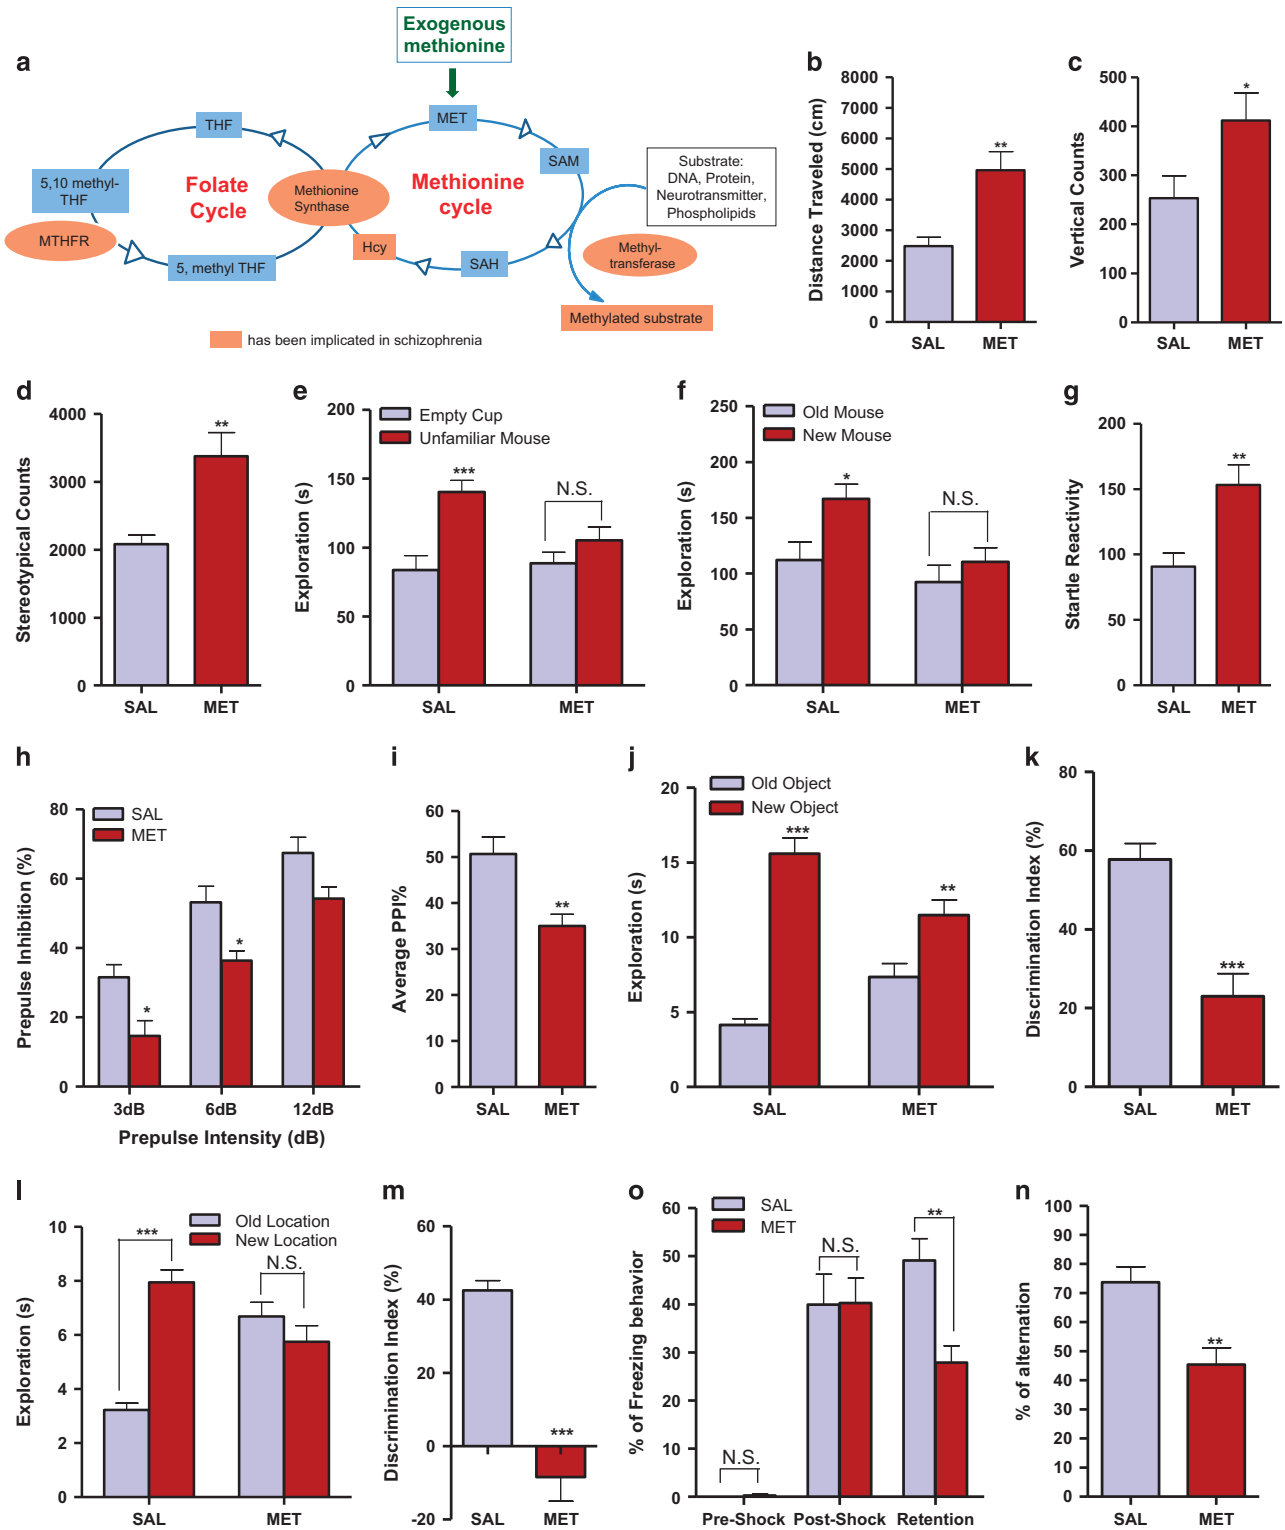 a
Exogenous
methionine
THF
MET
SAM
5,10 methyl-
THF
Folate
Cycle
Methionine
Synthase
Methionine
cycle
Substrate:
DNA, Protein,
Neurotransmitter,
Phospholipids
MTHFR
5, methyl THF
Hcy
SAH
Methyl-
transferase
Methylated substrate
has been implicated in schizophrenia
b
Distance Traveled (cm)
8000
7000
6000
5000
4000
3000
2000
1000
0
**
SAL MET
c
Vertical Counts
500
400
300
200
100
0
*
SAL MET
d
Stereotypical Counts
4000
3000
2000
1000
0
**
SAL MET
e
Exploration (s)
200
150
100
50
0
Empty Cup
Unfamiliar Mouse
***
N.S.
SAL MET
f
Exploration (s)
250
200
150
100
50
0
Old Mouse
New Mouse
*
N.S.
SAL MET
g
Startle Reactivity
200
150
100
50
0
**
SAL MET
h
Prepulse Inhibition (%)
80
60
40
20
0
SAL
MET
*
*
3dB 6dB 12dB
Prepulse Intensity (dB)
i
Average PPI%
60
50
40
30
20
10
0
**
SAL MET
j
Exploration (s)
20
15
10
5
0
Old Object
New Object
***
**
SAL MET
k
Discrimination Index (%)
80
60
40
20
0
***
SAL MET
l
Exploration (s)
10
8
6
4
2
0
Old Location
New Location
***
N.S.
SAL MET
m
Discrimination Index (%)
60
40
20
0
-20
***
SAL MET
o
% of Freezing behavior
60
50
40
30
20
10
0
SAL
MET
N.S.
N.S.
**
Pre-Shock Post-Shock Retention
n
% of alternation
100
90
80
70
60
50
40
30
20
10
0
**
SAL MET